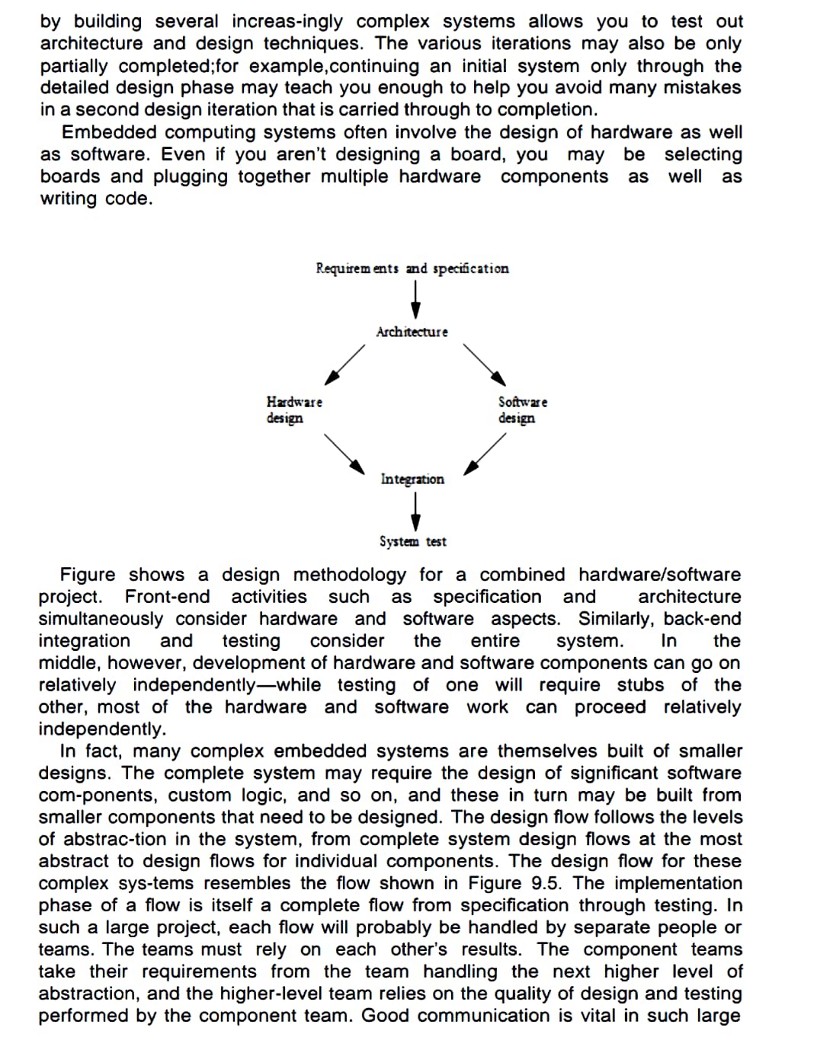 by building several increas-ingly complex systems allows you to test out
architecture and design techniques. The various iterations may also be only
partially completed;for example,continuing an initial system only through the
detailed design phase may teach you enough to help you avoid many mistakes
in a second design iteration that is carried through to completion.
Embedded computing systems often involve the design of hardware as well
as software. Even if you aren't designing a board, you may be selecting
boards and plugging together multiple hardware components as well as
writing code.
Requirements and specification
Architecture
Hardware
design
Software
design
Integration
System test
Figure shows a design methodology for a combined hardware/software
project. Front-end activities such as specification and architecture
simultaneously consider hardware and software aspects. Similarly, back-end
integration and testing consider the entire system. In the
middle, however, development of hardware and software components can go on
relatively independently—while testing of one will require stubs of the
other, most of the hardware and software work can proceed relatively
independently.
In fact, many complex embedded systems are themselves built of smaller
designs. The complete system may require the design of significant software
com-ponents, custom logic, and so on, and these in turn may be built from
smaller components that need to be designed. The design flow follows the levels
of abstrac-tion in the system, from complete system design flows at the most
abstract to design flows for individual components. The design flow for these
complex sys-tems resembles the flow shown in Figure 9.5. The implementation
phase of a flow is itself a complete flow from specification through testing. In
such a large project, each flow will probably be handled by separate people or
teams. The teams must rely on each other's results. The component teams
take their requirements from the team handling the next higher level of
abstraction, and the higher-level team relies on the quality of design and testing
performed by the component team. Good communication is vital in such large